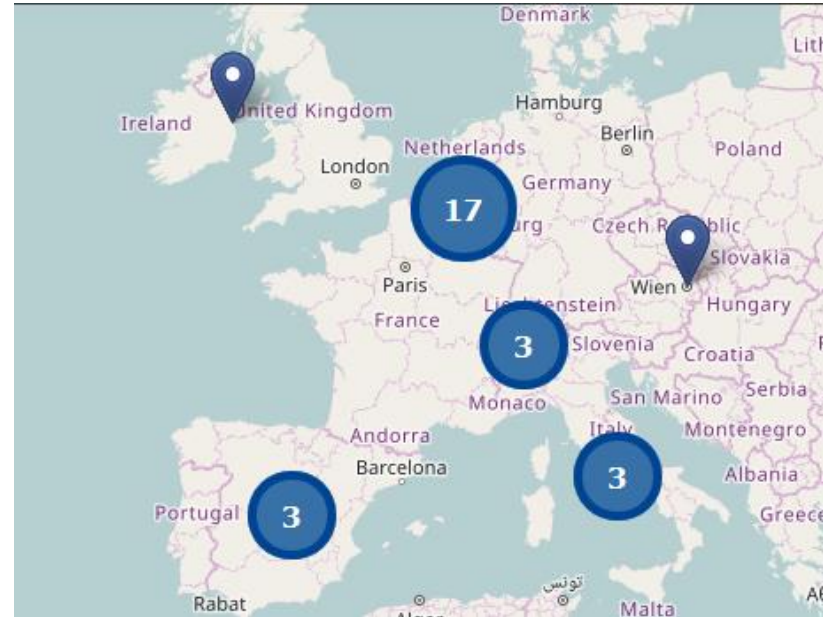 Denmark
Lith
Hamburg
United Kingdom
Ireland
Berlin
Netherlands
Poland
London
Germany
17
urg
Czech Republic
Slovakia
Paris
Wien
Liechtenstein
Hungary
France
3
Slovenia
Croatia
Serbia
San Marino
Monaco
Italy
Montenegro
Andorra
Barcelona
Albania
3
Portugal
3
Greece
تونس
Rabat
Malta